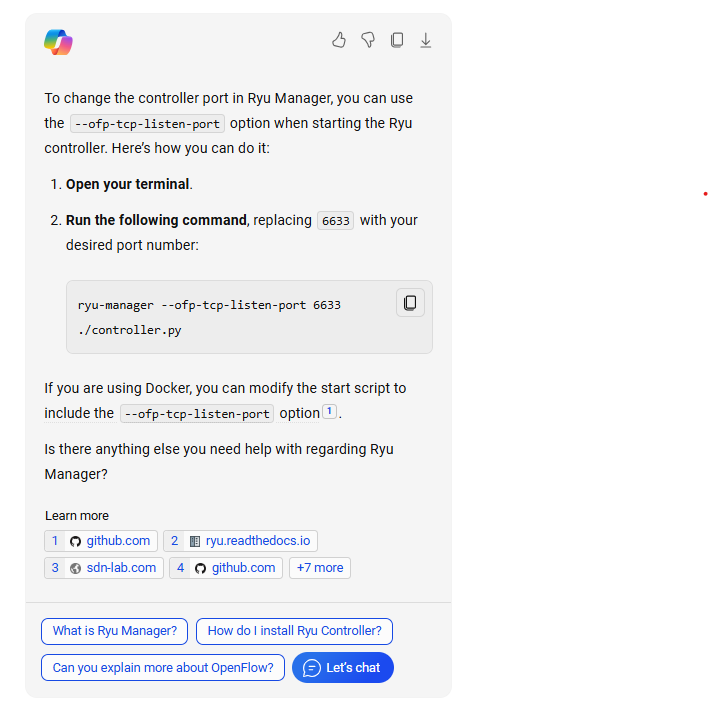 To change the controller port in Ryu Manager, you can use
the --ofp-tcp-listen-port option when starting the Ryu
controller. Here’s how you can do it:
1. Open your terminal.
2. Run the following command, replacing 6633 with your
desired port number:
ryu-manager --ofp-tcp-listen-port 6633
./controller.py
If you are using Docker, you can modify the start script to
include the --ofp-tcp-listen-port option 1.
Is there anything else you need help with regarding Ryu
Manager?
Learn more
1 github.com 2 ryu.readthedocs.io
3 sdn-lab.com 4 github.com +7 more
What is Ryu Manager? How do I install Ryu Controller?
Can you explain more about OpenFlow? Let's chat